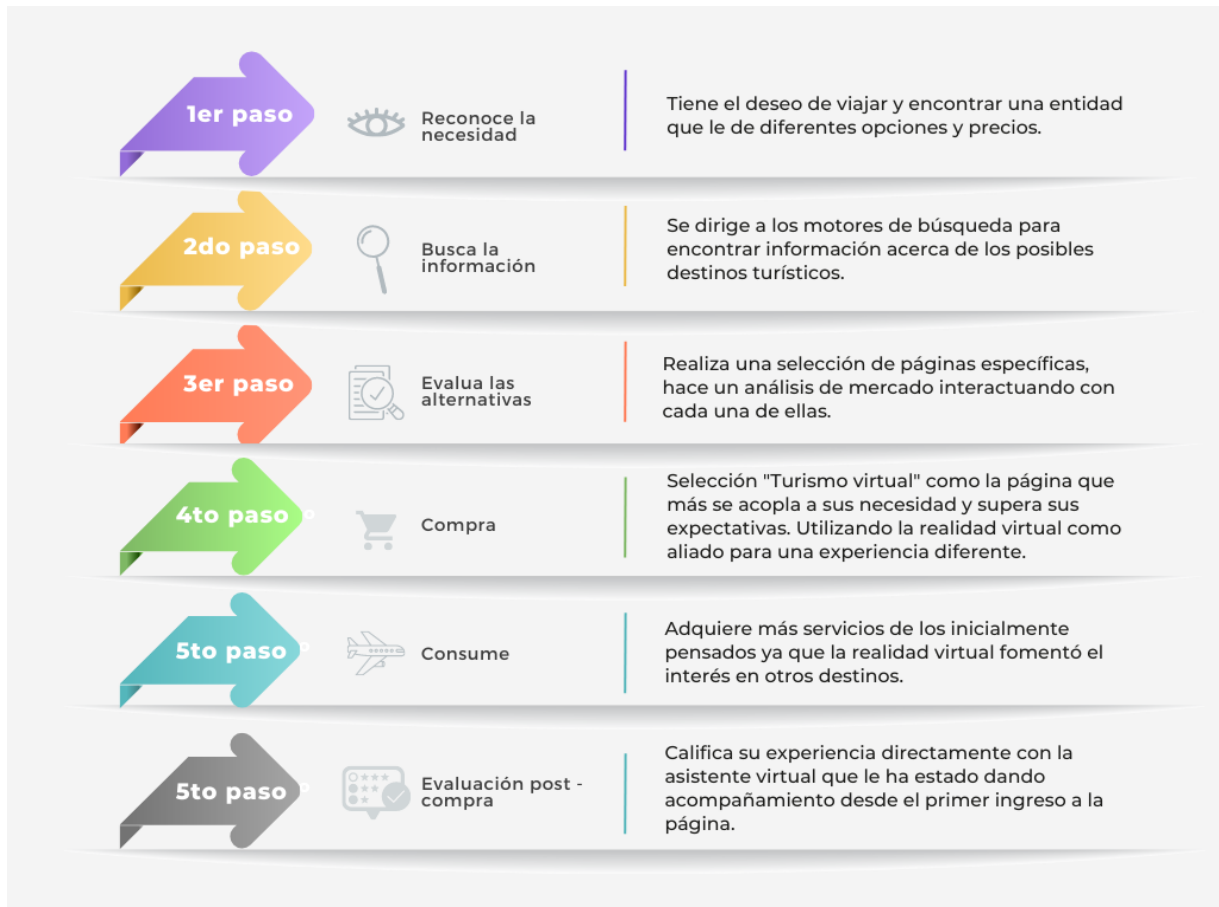 1er paso
Reconoce la
necesidad
Tiene el deseo de viajar y encontrar una entidad
que le de diferentes opciones y precios.
2do paso
Busca la
información
Se dirige a los motores de búsqueda para
encontrar información acerca de los posibles
destinos turísticos.
3er paso
Evalua las
alternativas
Realiza una selección de páginas específicas,
hace un análisis de mercado interactuando con
cada una de ellas.
4to paso
Compra
Selección "Turismo virtual" como la página que
más se acopla a sus necesidad y supera sus
expectativas. Utilizando la realidad virtual como
aliado para una experiencia diferente.
5to paso
Consume
Adquiere más servicios de los inicialmente
pensados ya que la realidad virtual fomentó el
interés en otros destinos.
5to paso
Evaluación post -
compra
Califica su experiencia directamente con la
asistente virtual que le ha estado dando
acompañamiento desde el primer ingreso a la
página.